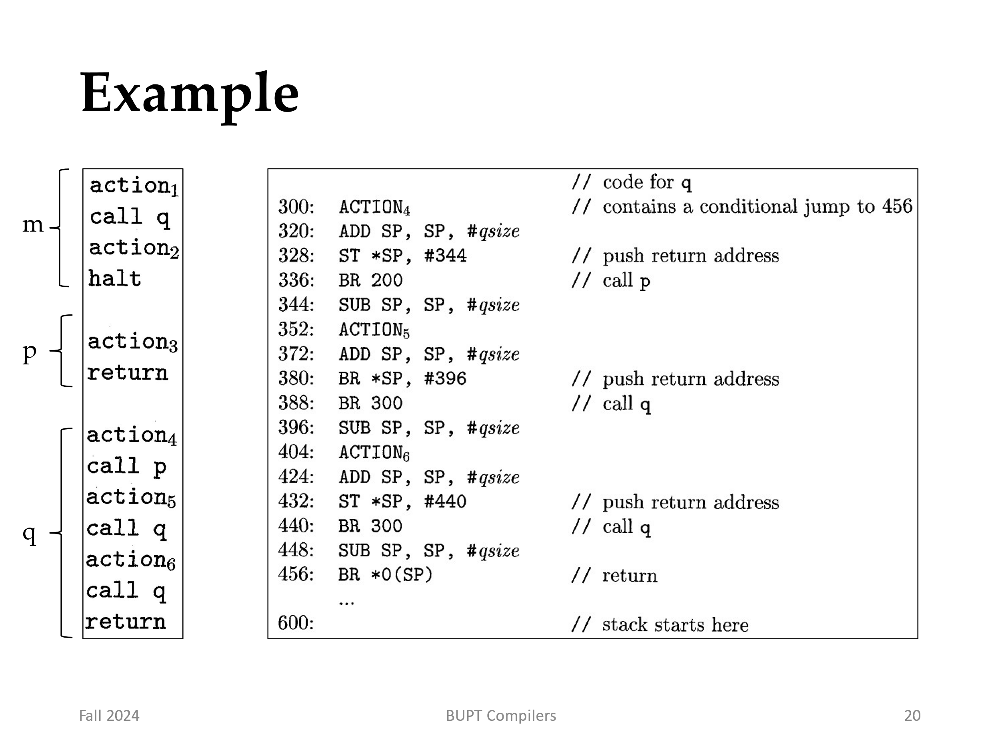 Example
m
action₁
call q
action₂
halt
p
action₃
return
q
action₄
call p
action₅
call q
action₆
call q
return
// code for q
300: ACTION₄ // contains a conditional jump to 456
320: ADD SP, SP, #qsize
328: ST *SP, #344 // push return address
336: BR 200 // call p
344: SUB SP, SP, #qsize
352: ACTION₅
372: ADD SP, SP, #qsize
380: BR *SP, #396 // push return address
388: BR 300 // call q
396: SUB SP, SP, #qsize
404: ACTION₆
424: ADD SP, SP, #qsize
432: ST *SP, #440 // push return address
440: BR 300 // call q
448: SUB SP, SP, #qsize
456: BR *0(SP) // return
...
600: // stack starts here
Fall 2024
BUPT Compilers
20